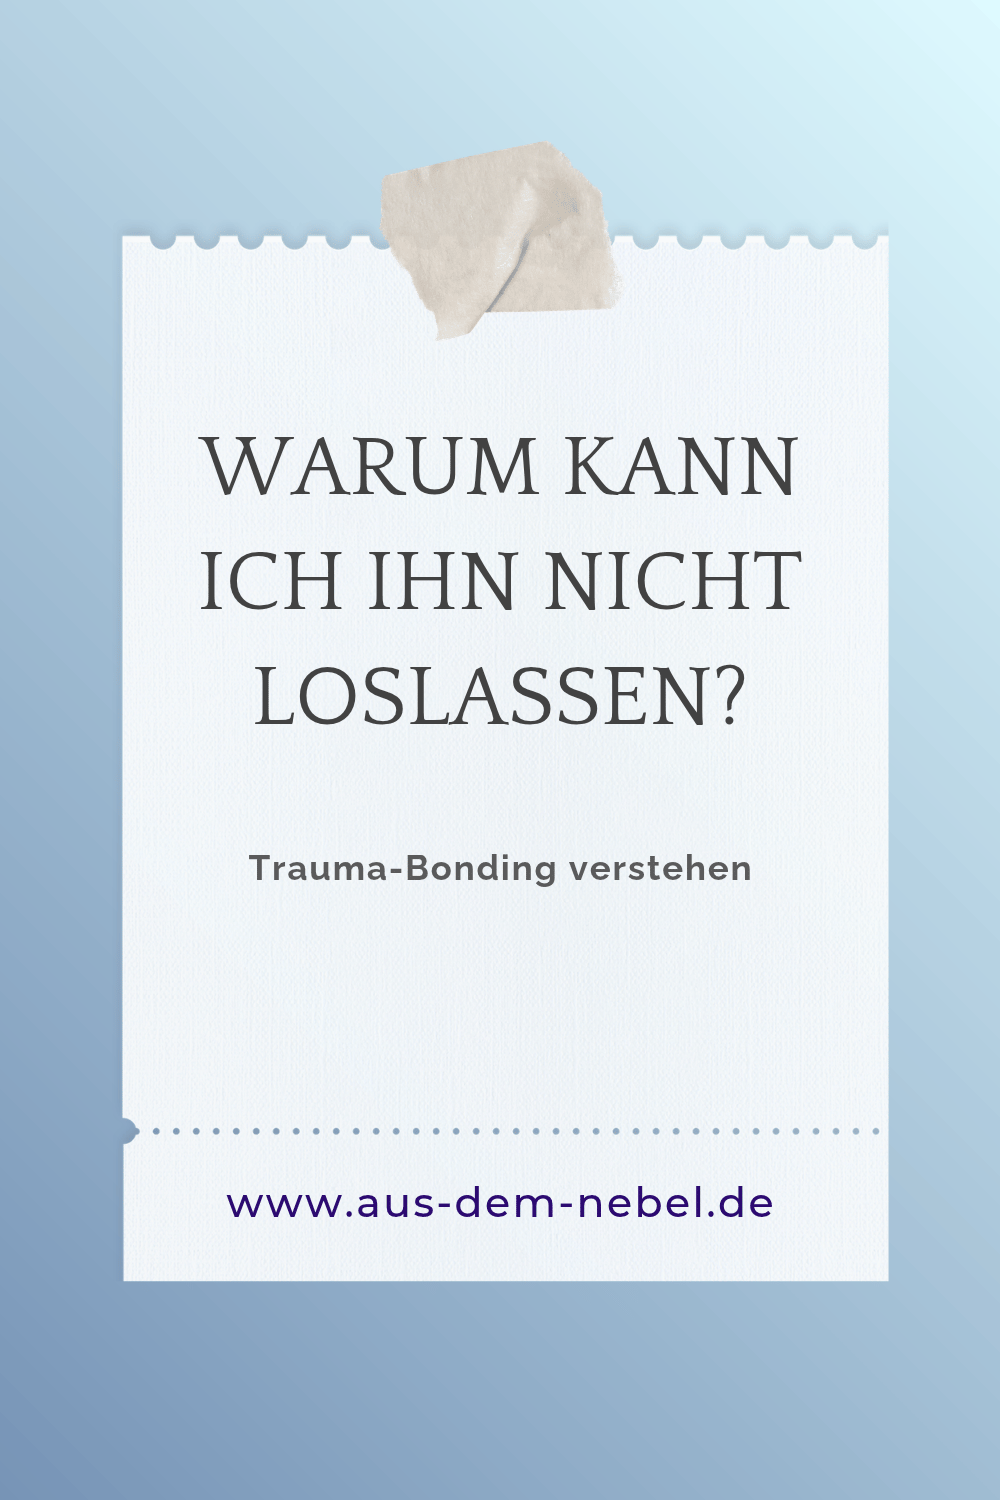 WARUM KANN
ICH IHN NICHT
LOSLASSEN?
Trauma-Bonding verstehen
www.aus-dem-nebel.de